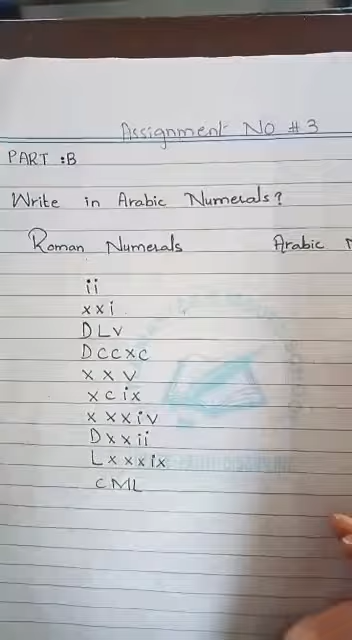 Assignment No # 3
PART :B
Write in Arabic Numerals?
Roman Numerals Arabic
ii
xxi
DLV
DCCXC
XXV
xcix
xxxiv
Dxxii
Lxxxix
CML